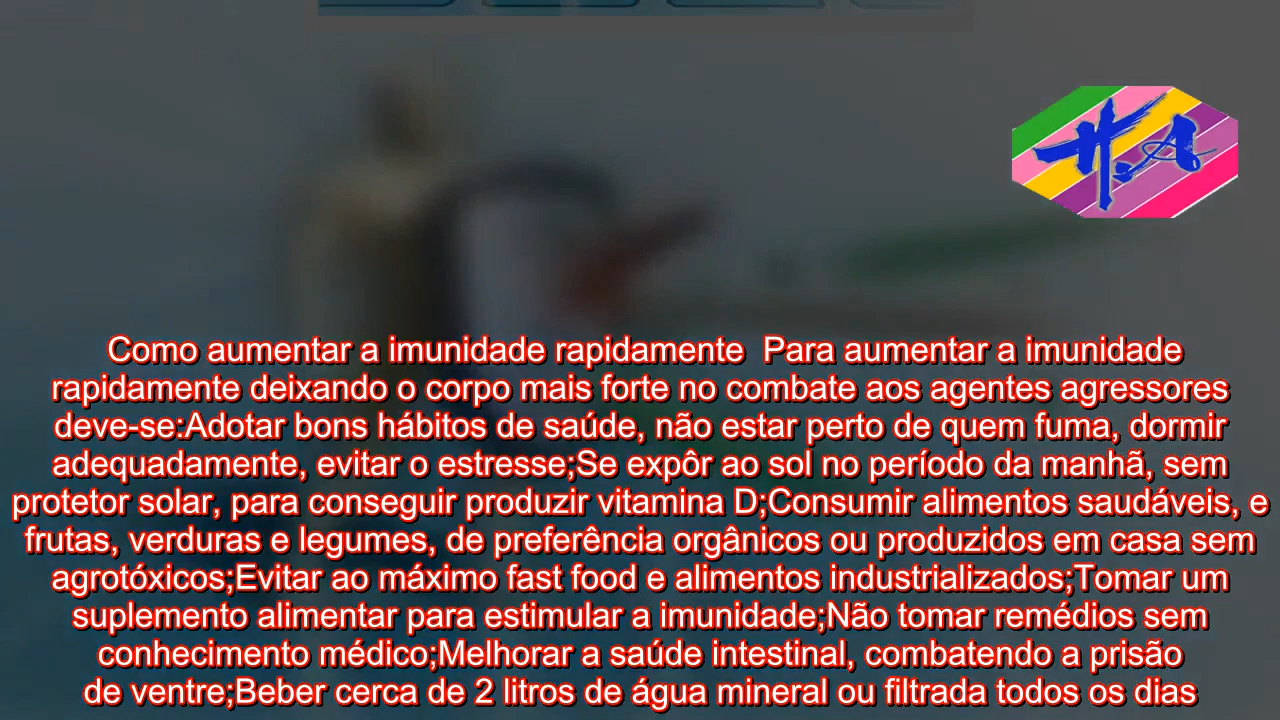 H.A
Como aumentar a imunidade rapidamente  Para aumentar a imunidade
rapidamente deixando o corpo mais forte no combate aos agentes agressores
deve-se:Adotar bons hábitos de saúde, não estar perto de quem fuma, dormir
adequadamente, evitar o estresse;Se expôr ao sol no período da manhã, sem
protetor solar, para conseguir produzir vitamina D;Consumir alimentos saudáveis, e
frutas, verduras e legumes, de preferência orgânicos ou produzidos em casa sem
agrotóxicos;Evitar ao máximo fast food e alimentos industrializados;Tomar um
suplemento alimentar para estimular a imunidade;Não tomar remédios sem
conhecimento médico;Melhorar a saúde intestinal, combatendo a prisão
de ventre;Beber cerca de 2 litros de água mineral ou filtrada todos os dias